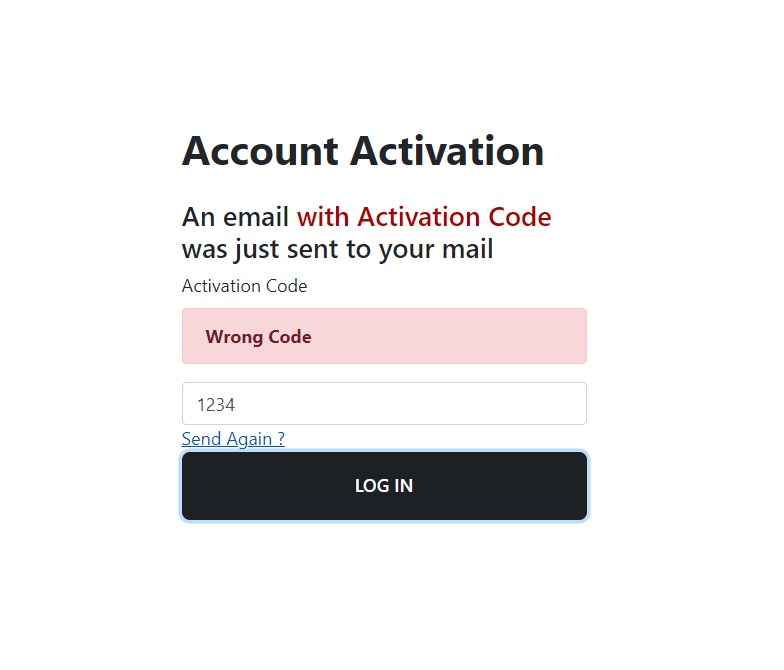 Account Activation
An email with Activation Code
was just sent to your mail
Activation Code
Wrong Code
1234
Send Again ?
LOG IN